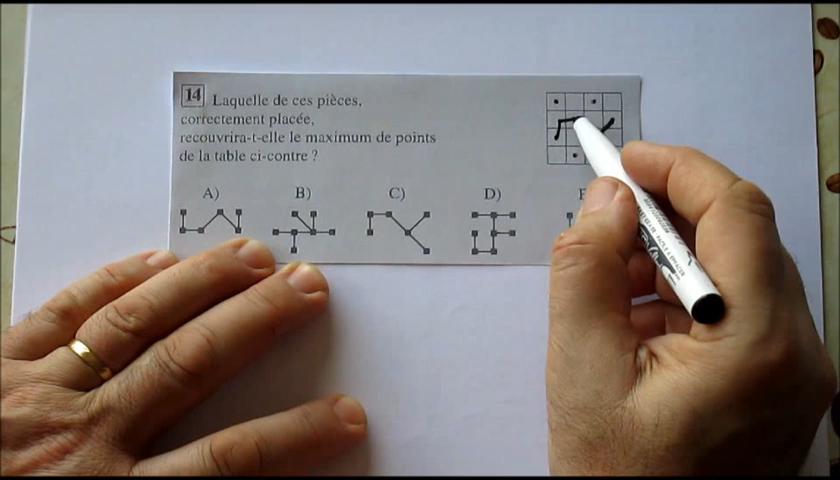 14 Laquelle de ces pièces,
correctement placée,
recouvrira-t-elle le maximum de points
de la table ci-contre ?
A) B) C) D)